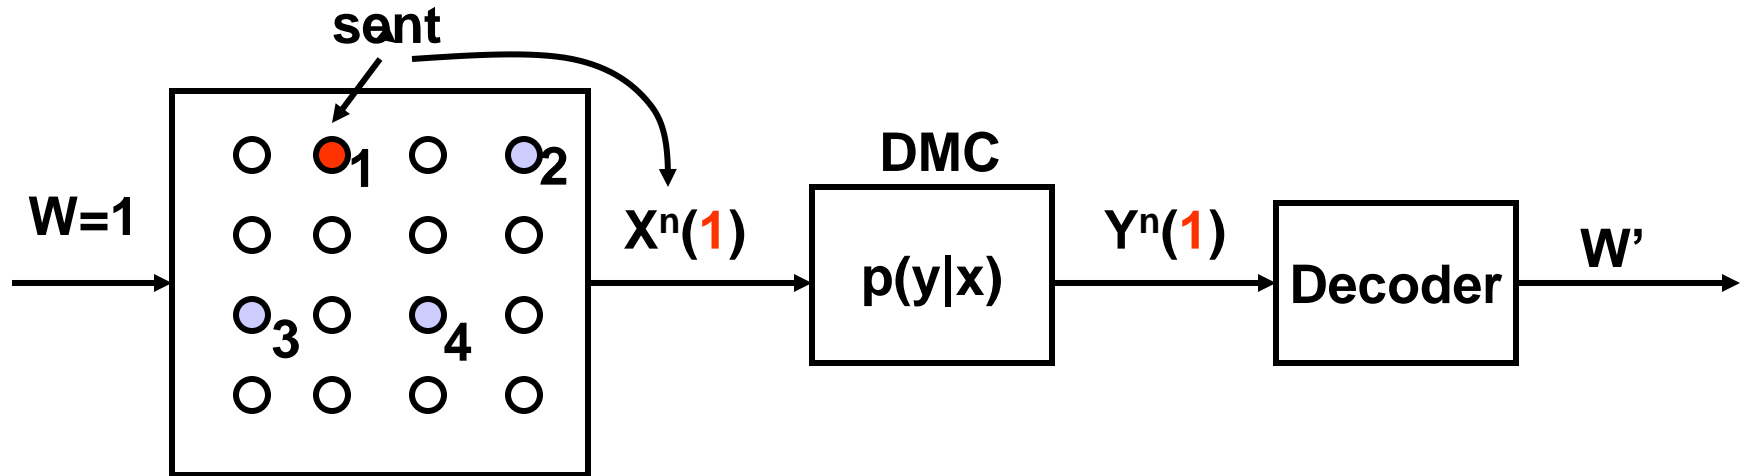 sent
DMC
1
2
W=1
Xⁿ(1)
p(y|x)
Yⁿ(1)
Decoder
W’
3
4